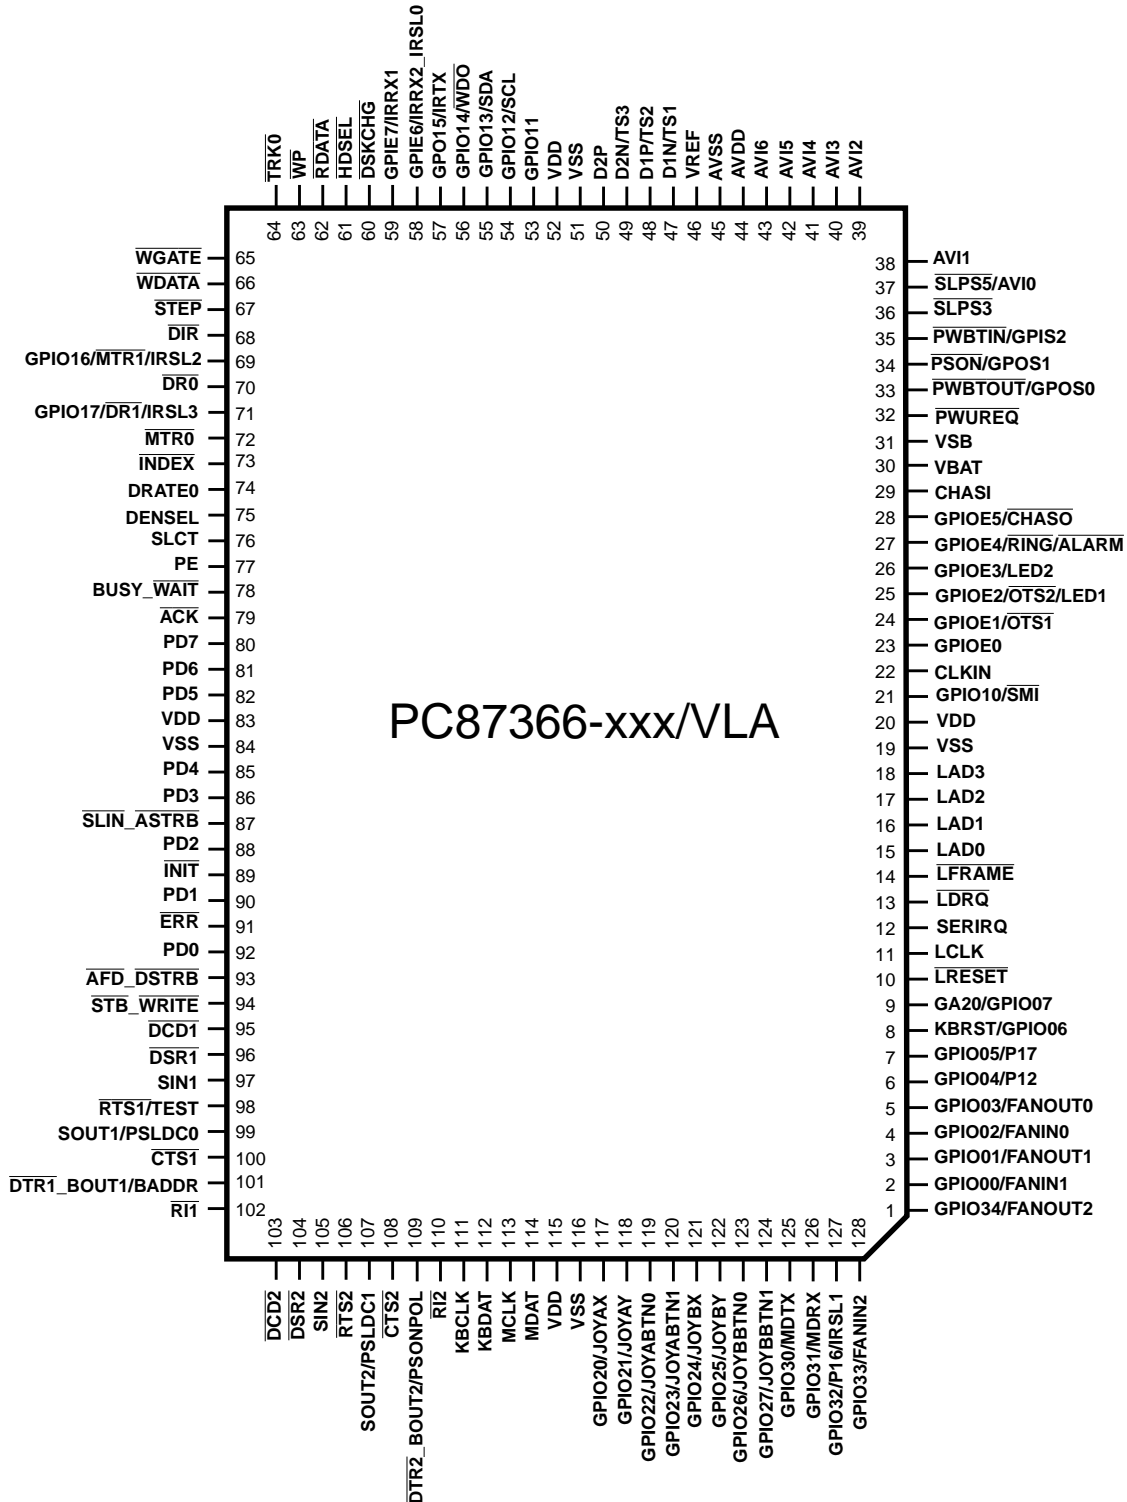 TRK0
WP
RDATA
HDSEL
DSKCHG
GPIE7/IRRX1
GPIE6/IRRX2_IRSL0
GPO15/IRTX
GPIO14/WDO
GPIO13/SDA
GPIO12/SCL
GPIO11
VDD
VSS
D2P
D2N/TS3
D1P/TS2
D1N/TS1
VREF
AVSS
AVDD
AVI6
AVI5
AVI4
AVI3
AVI2
64
63
62
61
60
59
58
57
56
55
54
53
52
51
50
49
48
47
46
45
44
43
42
41
40
39
WGATE 65
WDATA 66
STEP 67
DIR 68
GPIO16/MTR1/IRSL2 69
DR0 70
GPIO17/DR1/IRSL3 71
MTR0 72
INDEX 73
DRATE0 74
DENSEL 75
SLCT 76
PE 77
BUSY_WAIT 78
ACK 79
PD7 80
PD6 81
PD5 82
VDD 83
VSS 84
PD4 85
PD3 86
SLIN_ASTRB 87
PD2 88
INIT 89
PD1 90
ERR 91
PD0 92
AFD_DSTRB 93
STB_WRITE 94
DCD1 95
DSR1 96
SIN1 97
RTS1/TEST 98
SOUT1/PSLDC0 99
CTS1 100
DTR1_BOUT1/BADDR 101
RI1 102
PC87366-xxx/VLA
38 AVI1
37 SLPS5/AVI0
36 SLPS3
35 PWBTIN/GPIS2
34 PSON/GPOS1
33 PWBTOUT/GPOS0
32 PWUREQ
31 VSB
30 VBAT
29 CHASI
28 GPIOE5/CHASO
27 GPIOE4/RING/ALARM
26 GPIOE3/LED2
25 GPIOE2/OTS2/LED1
24 GPIOE1/OTS1
23 GPIOE0
22 CLKIN
21 GPIO10/SMI
20 VDD
19 VSS
18 LAD3
17 LAD2
16 LAD1
15 LAD0
14 LFRAME
13 LDRQ
12 SERIRQ
11 LCLK
10 LRESET
9 GA20/GPIO07
8 KBRST/GPIO06
7 GPIO05/P17
6 GPIO04/P12
5 GPIO03/FANOUT0
4 GPIO02/FANIN0
3 GPIO01/FANOUT1
2 GPIO00/FANIN1
1 GPIO34/FANOUT2
103
104
105
106
107
108
109
110
111
112
113
114
115
116
117
118
119
120
121
122
123
124
125
126
127
128
DCD2
DSR2
SIN2
RTS2
SOUT2/PSLDC1
CTS2
DTR2_BOUT2/PSONPOL
RI2
KBCLK
KBDAT
MCLK
MDAT
VDD
VSS
GPIO20/JOYAX
GPIO21/JOYAY
GPIO22/JOYABTN0
GPIO23/JOYABTN1
GPIO24/JOYBX
GPIO25/JOYBY
GPIO26/JOYBBTN0
GPIO27/JOYBBTN1
GPIO30/MDTX
GPIO31/MDRX
GPIO32/P16/IRSL1
GPIO33/FANIN2